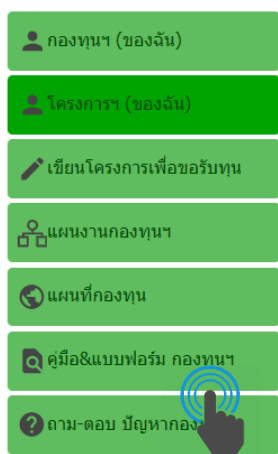 กองทุนฯ (ของฉัน)
โครงการฯ (ของฉัน)
เขียนโครงการเพื่อขอรับทุน
แผนงานกองทุนฯ
แผนที่กองทุน
คู่มือ&แบบฟอร์ม กองทุนฯ
ถาม-ตอบ ปัญหา